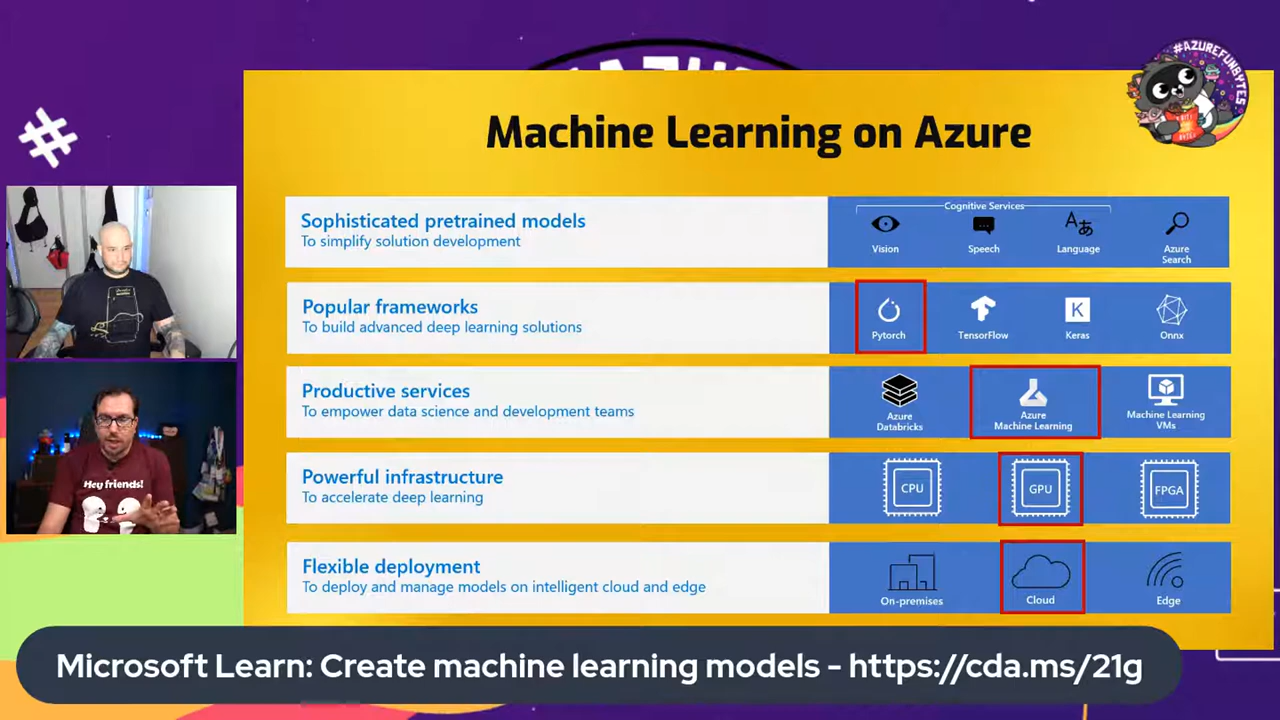 #AZUREFUNBYTES
#
Machine Learning on Azure
Sophisticated pretrained models
To simplify solution development
Cognitive Services
Vision
Speech
Language
Azure
Search
Popular frameworks
To build advanced deep learning solutions
Pytorch
TensorFlow
K
Keras
Onnx
Productive services
To empower data science and development teams
Azure
Databricks
Azure
Machine Learning
Machine Learning
VMs
Powerful infrastructure
To accelerate deep learning
CPU
GPU
FPGA
Flexible deployment
To deploy and manage models on intelligent cloud and edge
On-premises
Cloud
Edge
Hey friends!
Microsoft Learn: Create machine learning models - https://cda.ms/21g